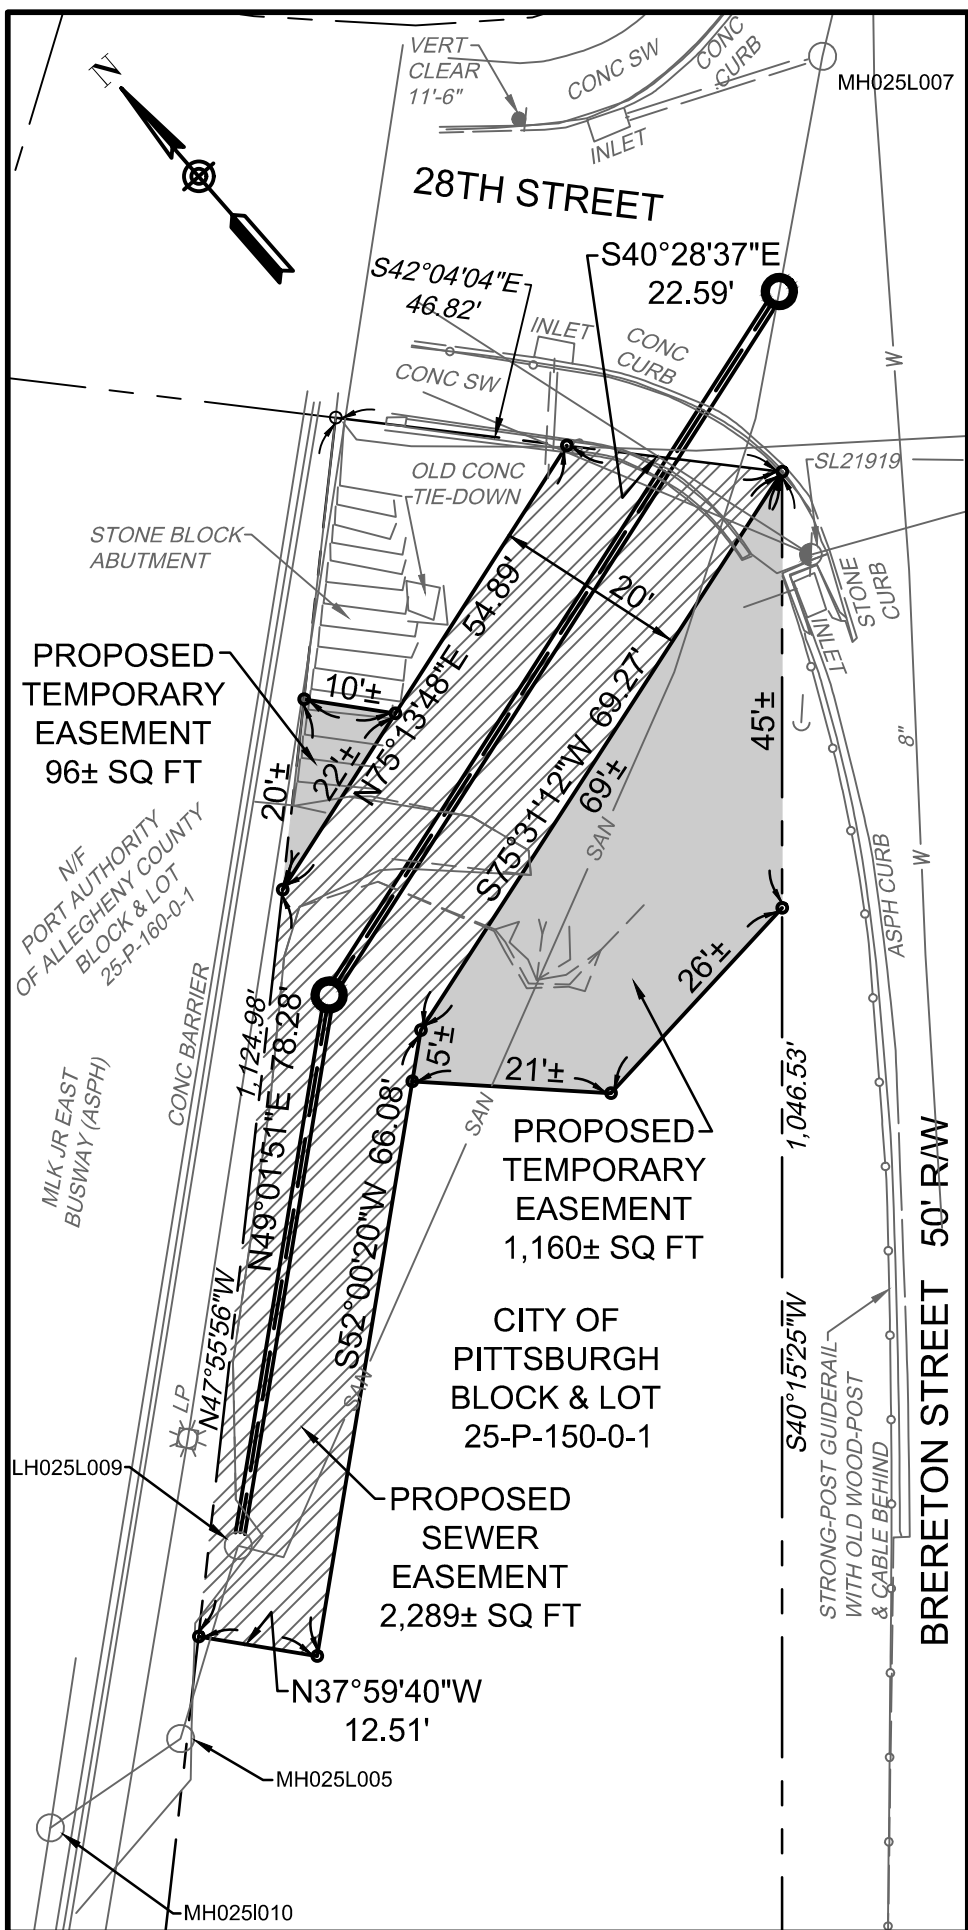 N
VERT
CLEAR
11'-6"
CONC SW
CONC
CURB
MH025L007
INLET
28TH STREET
S42°04'04"E
46.82'
S40°28'37"E
22.59'
INLET
CONC
CURB
CONC SW
W
OLD CONC
TIE-DOWN
SL21919
STONE BLOCK
ABUTMENT
STONE
CURB
INLET
20'
N75°13'48"E 54.89'
S75°31'12"W 69.27'
69'±
PROPOSED
TEMPORARY
EASEMENT
96± SQ FT
10'±
22'±
20'±
45'±
8"
SAN
W
N/F
PORT AUTHORITY
OF ALLEGHENY COUNTY
BLOCK & LOT
25-P-160-0-1
ASPH CURB
26'±
CONC BARRIER
1,124.98'
N49°01'51"E 78.28'
5'±
21'±
MLK JR EAST
BUSWAY (ASPH)
SAN
1,046.53'
PROPOSED
TEMPORARY
EASEMENT
1,160± SQ FT
S52°00'20"W 66.08'
BRERETON STREET 50' R/W
N47°55'56"W
S40°15'25"W
CITY OF
PITTSBURGH
BLOCK & LOT
25-P-150-0-1
SAN
LP
STRONG-POST GUIDERAIL
WITH OLD WOOD-POST
& CABLE BEHIND
LH025L009
PROPOSED
SEWER
EASEMENT
2,289± SQ FT
N37°59'40"W
12.51'
MH025L005
MH025I010